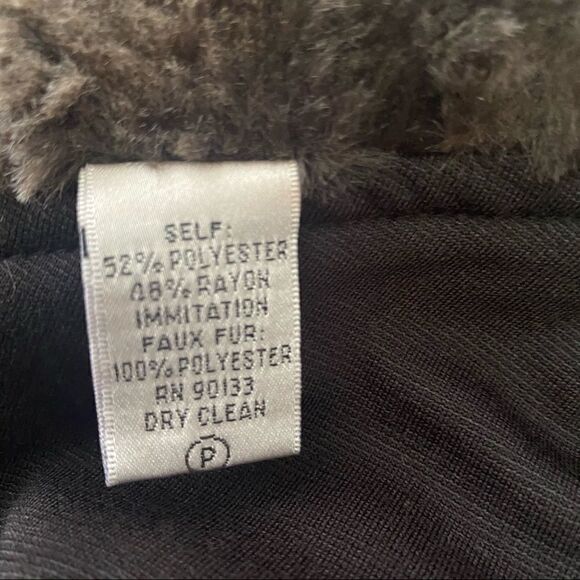 SELF:
52% POLYESTER
48% RAYON
IMMITATION
FAUX FUR:
100% POLYESTER
RN 90133
DRY CLEAN
P